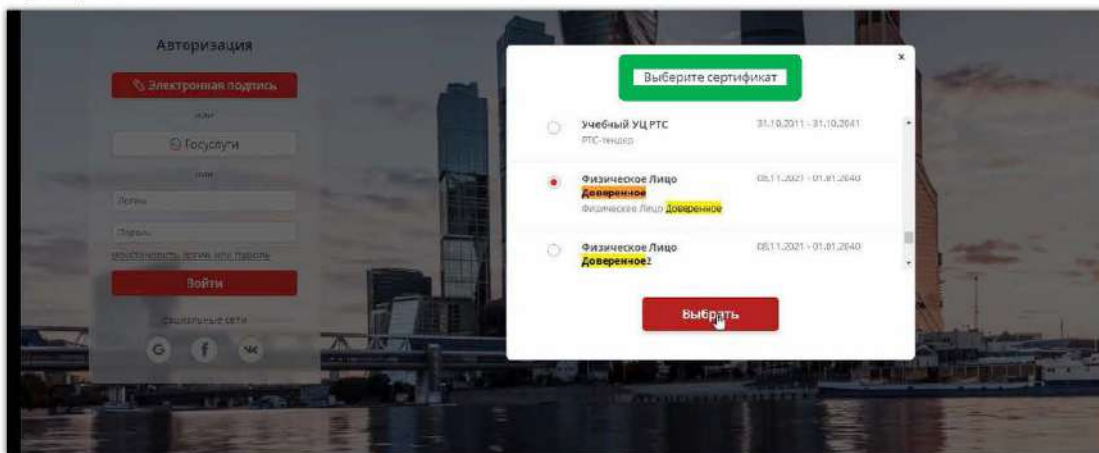 Авторизация
Электронная подпись
или
Госуслуги
или
Логин
Пароль
Восстановить логин или пароль
Войти
Социальные сети
G f
Выберите сертификат
x
Учебный УЦ РТС 31.10.2011 - 31.10.2041
РТС-тендер
Физическое Лицо 08.11.2021 - 01.01.2040
Доверенное
Физическое Лицо Доверенное
Физическое Лицо 08.11.2021 - 01.01.2040
Доверенное2
Выбрать